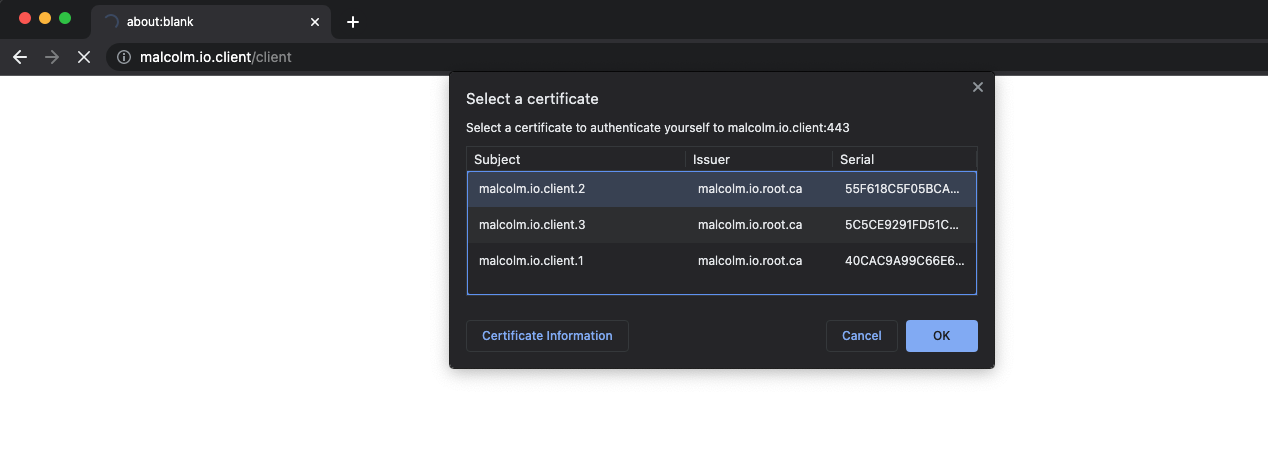 about:blank
malcolm.io.client/client
Select a certificate
Select a certificate to authenticate yourself to malcolm.io.client:443
Subject Issuer Serial
malcolm.io.client.2 malcolm.io.root.ca 55F618C5F05BCA...
malcolm.io.client.3 malcolm.io.root.ca 5C5CE9291FD51C...
malcolm.io.client.1 malcolm.io.root.ca 40CAC9A99C66E6...
Certificate Information Cancel OK